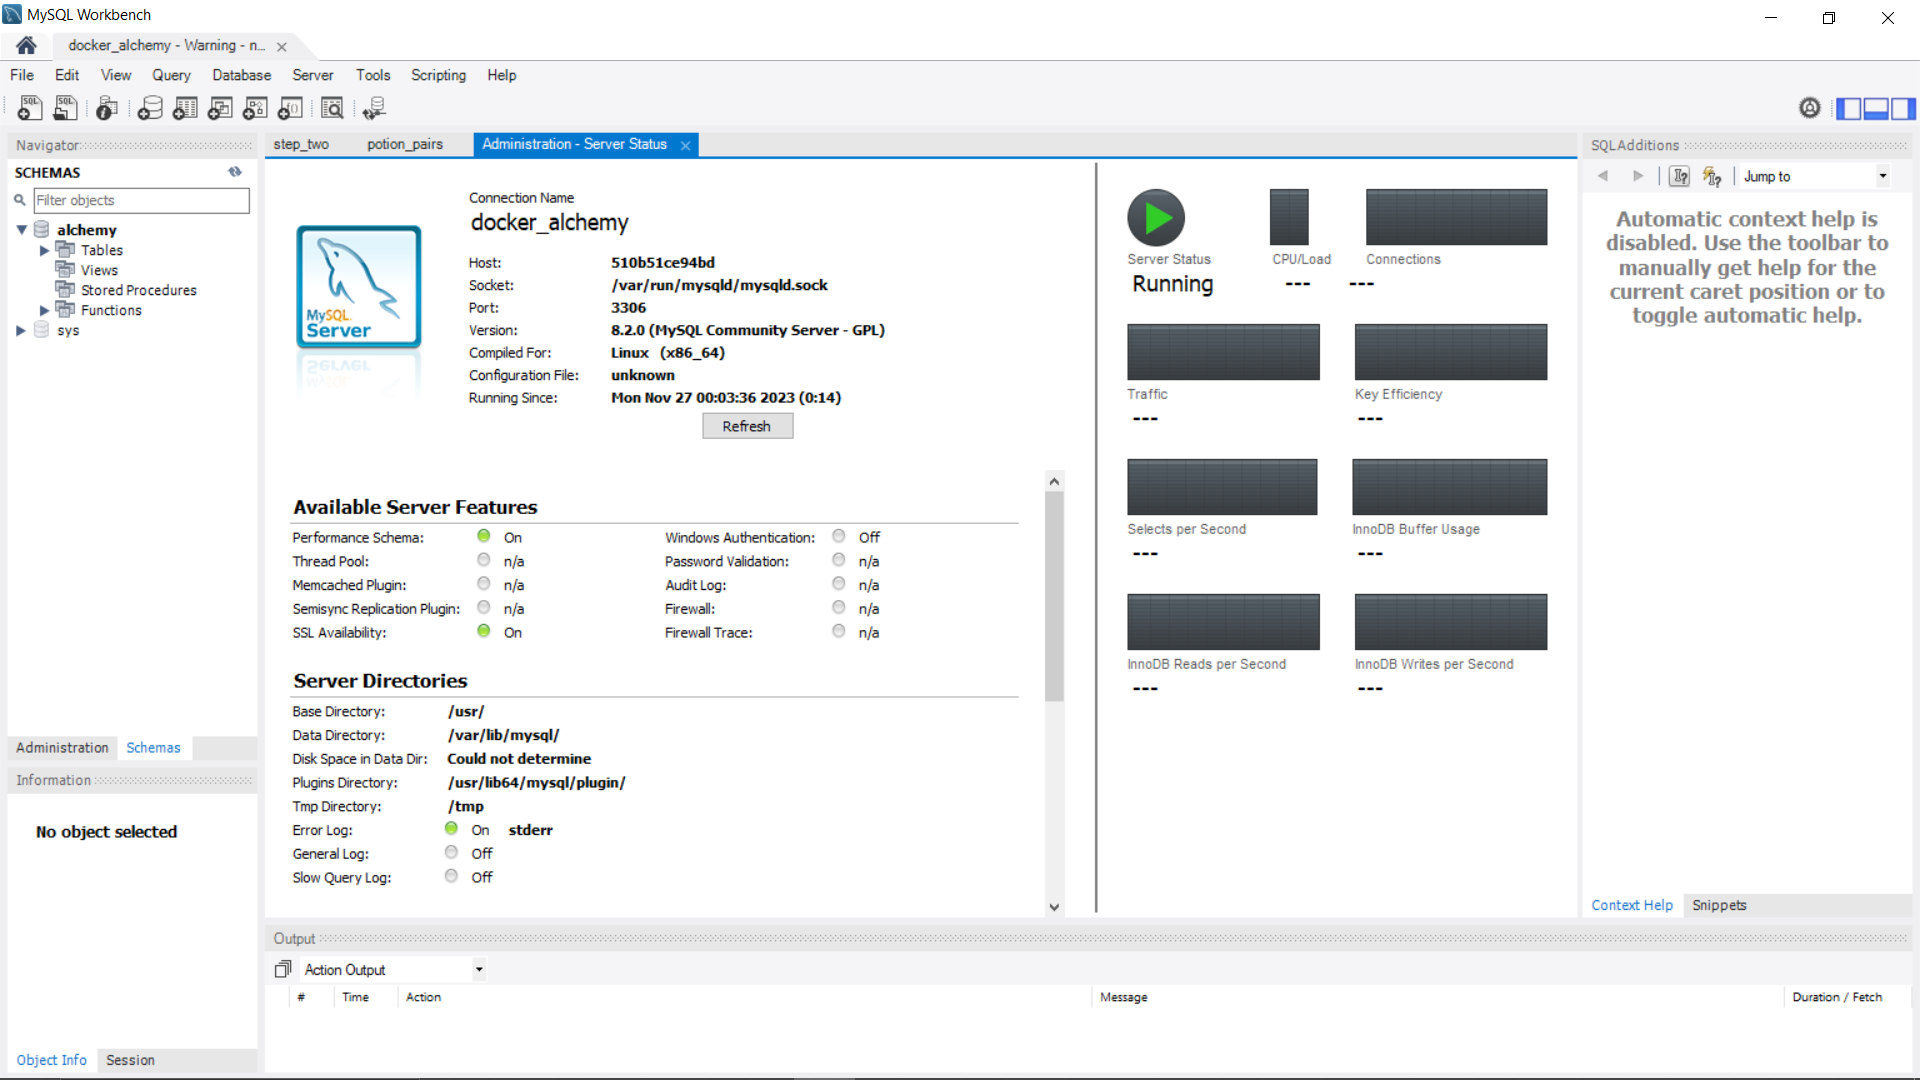 MySQL Workbench
docker_alchemy - Warning - n...
File Edit View Query Database Server Tools Scripting Help
Navigator
SCHEMAS
Filter objects
alchemy
Tables
Views
Stored Procedures
Functions
sys
Administration Schemas
Information
No object selected
Object Info Session
step_two potion_pairs Administration - Server Status
Connection Name
docker_alchemy
Host: 510b51ce94bd
Socket: /var/run/mysqld/mysqld.sock
Port: 3306
Version: 8.2.0 (MySQL Community Server - GPL)
Compiled For: Linux (x86_64)
Configuration File: unknown
Running Since: Mon Nov 27 00:03:36 2023 (0:14)
Refresh
MySQL
Server
Available Server Features
Performance Schema: On Windows Authentication: Off
Thread Pool: n/a Password Validation: n/a
Memcached Plugin: n/a Audit Log: n/a
Semisync Replication Plugin: n/a Firewall: n/a
SSL Availability: On Firewall Trace: n/a
Server Directories
Base Directory: /usr/
Data Directory: /var/lib/mysql/
Disk Space in Data Dir: Could not determine
Plugins Directory: /usr/lib64/mysql/plugin/
Tmp Directory: /tmp
Error Log: On stderr
General Log: Off
Slow Query Log: Off
Server Status CPU/Load Connections
Running --- ---
Traffic Key Efficiency
--- ---
Selects per Second InnoDB Buffer Usage
--- ---
InnoDB Reads per Second InnoDB Writes per Second
--- ---
SQLAdditions
Jump to
Automatic context help is
disabled. Use the toolbar to
manually get help for the
current caret position or to
toggle automatic help.
Context Help Snippets
Output
Action Output
# Time Action Message Duration / Fetch